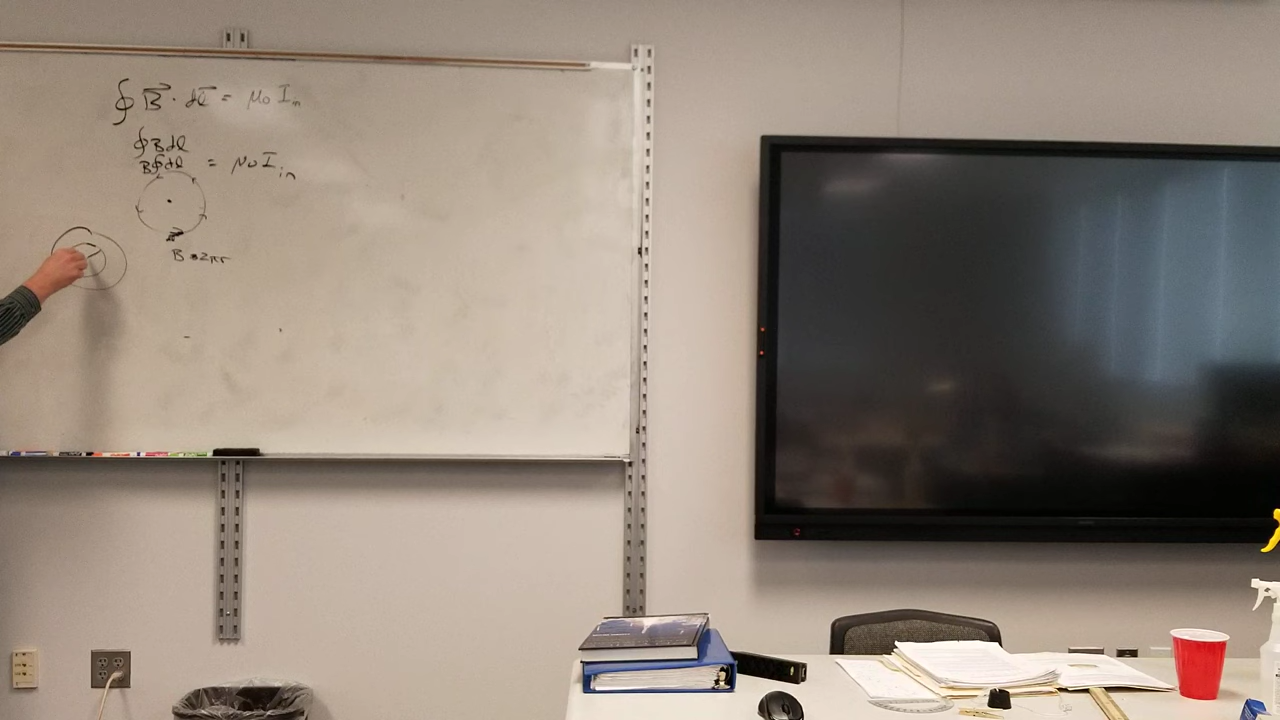 ∮ B⃗ · dℓ⃗ = μ₀ I_in
∮ B dℓ
B ∮ dℓ = μ₀ I_in
B 2πr